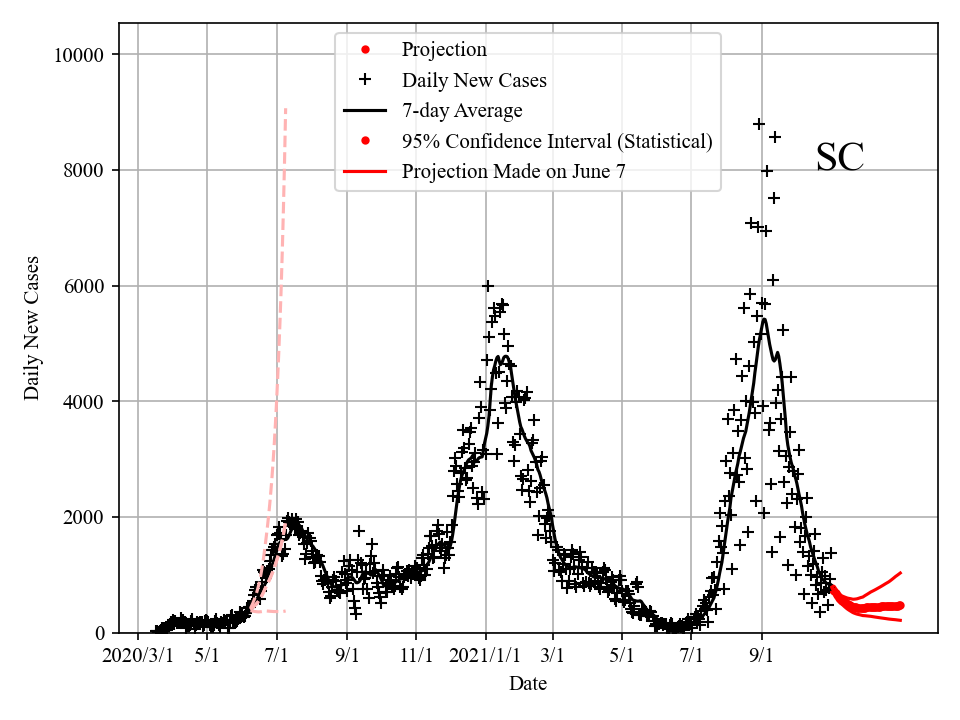 Projection
Daily New Cases
7-day Average
95% Confidence Interval (Statistical)
Projection Made on June 7
SC
10000
8000
6000
4000
2000
0
Daily New Cases
2020/3/1 5/1 7/1 9/1 11/1 2021/1/1 3/1 5/1 7/1 9/1
Date